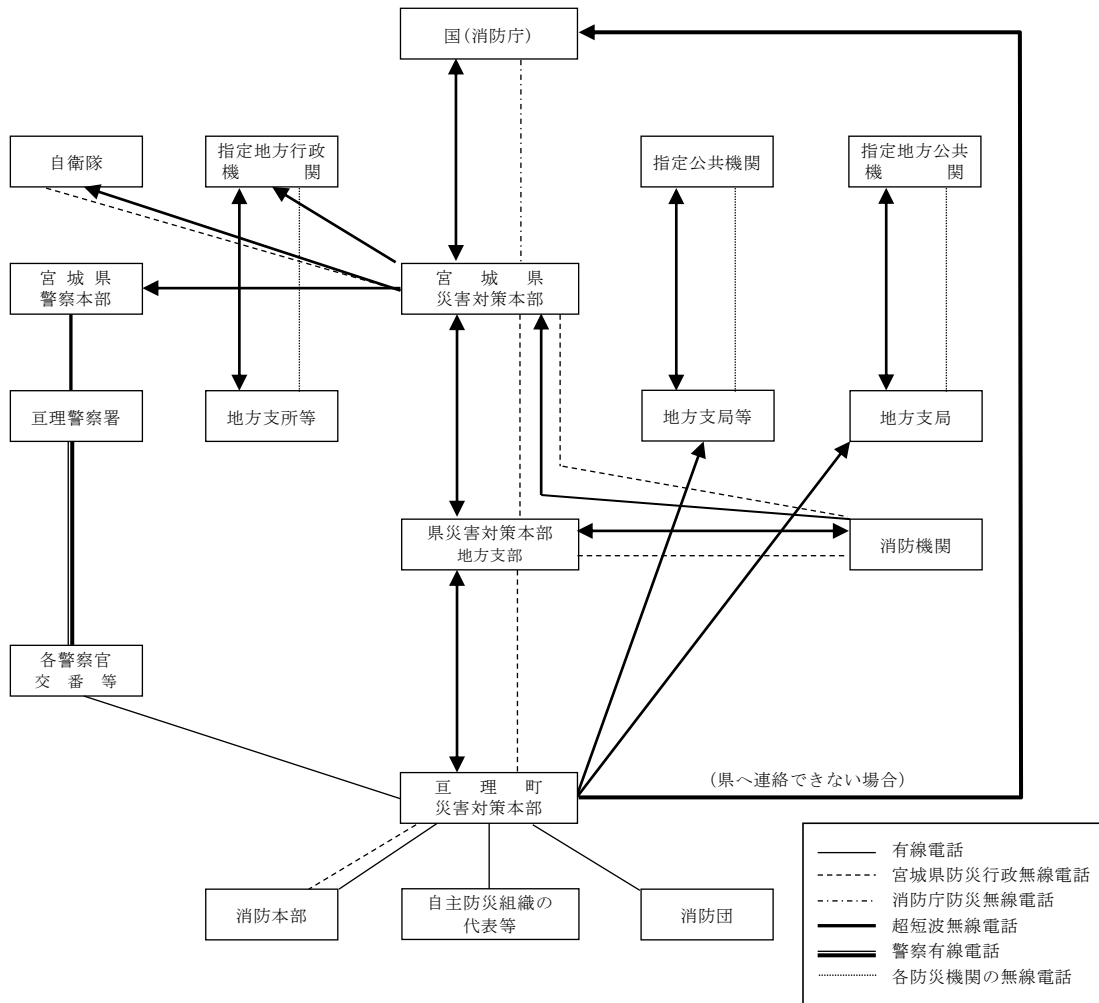 国(消防庁)
自衛隊
指定地方行政
機　　　関
指定公共機関
指定地方公共
機　　　関
宮 城 県
警察本部
宮　城　県
災害対策本部
亘理警察署
地方支所等
地方支局等
地方支局
県災害対策本部
地方支部
消防機関
各警察官
交 番 等
亘　理　町
災害対策本部
(県へ連絡できない場合)
消防本部
自主防災組織の
代表等
消防団
有線電話
宮城県防災行政無線電話
消防庁防災無線電話
超短波無線電話
警察有線電話
各防災機関の無線電話